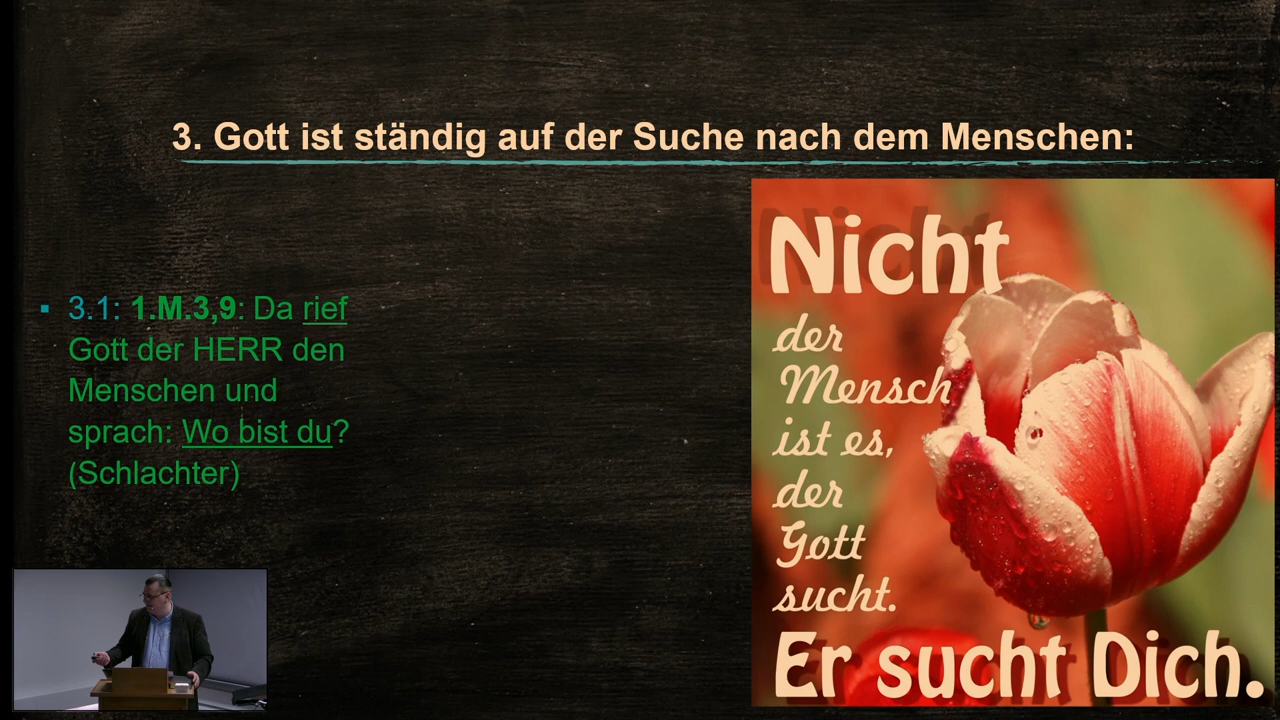 3. Gott ist ständig auf der Suche nach dem Menschen:
▪ 3.1: 1.M.3,9: Da rief
Gott der HERR den
Menschen und
sprach: Wo bist du?
(Schlachter)
Nicht
der
Mensch
ist es,
der
Gott
sucht.
Er sucht Dich.